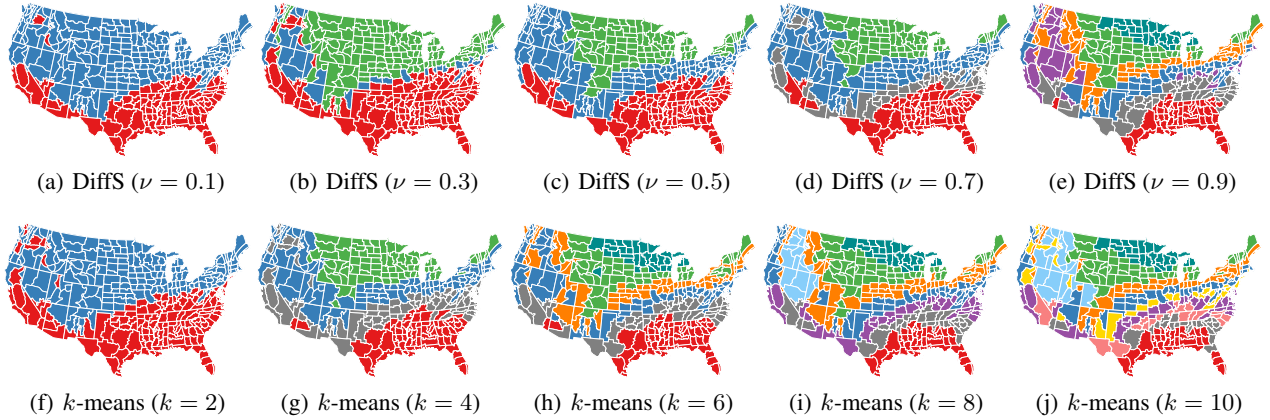 (a) DiffS (ν = 0.1)
(b) DiffS (ν = 0.3)
(c) DiffS (ν = 0.5)
(d) DiffS (ν = 0.7)
(e) DiffS (ν = 0.9)
(f) k-means (k = 2)
(g) k-means (k = 4)
(h) k-means (k = 6)
(i) k-means (k = 8)
(j) k-means (k = 10)